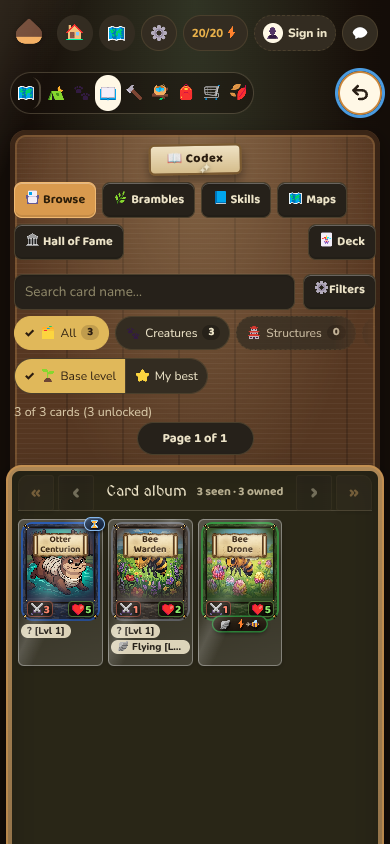 20/20
Sign in
Codex
Browse
Brambles
Skills
Maps
Hall of Fame
Deck
Search card name...
Filters
All 3
Creatures 3
Structures 0
Base level
My best
3 of 3 cards (3 unlocked)
Page 1 of 1
« ‹ Card album 3 seen · 3 owned › »
Otter
Centurion
3 5
? [Lvl 1]
Bee
Warden
1 2
? [Lvl 1]
Flying [L...
Bee
Drone
1 5